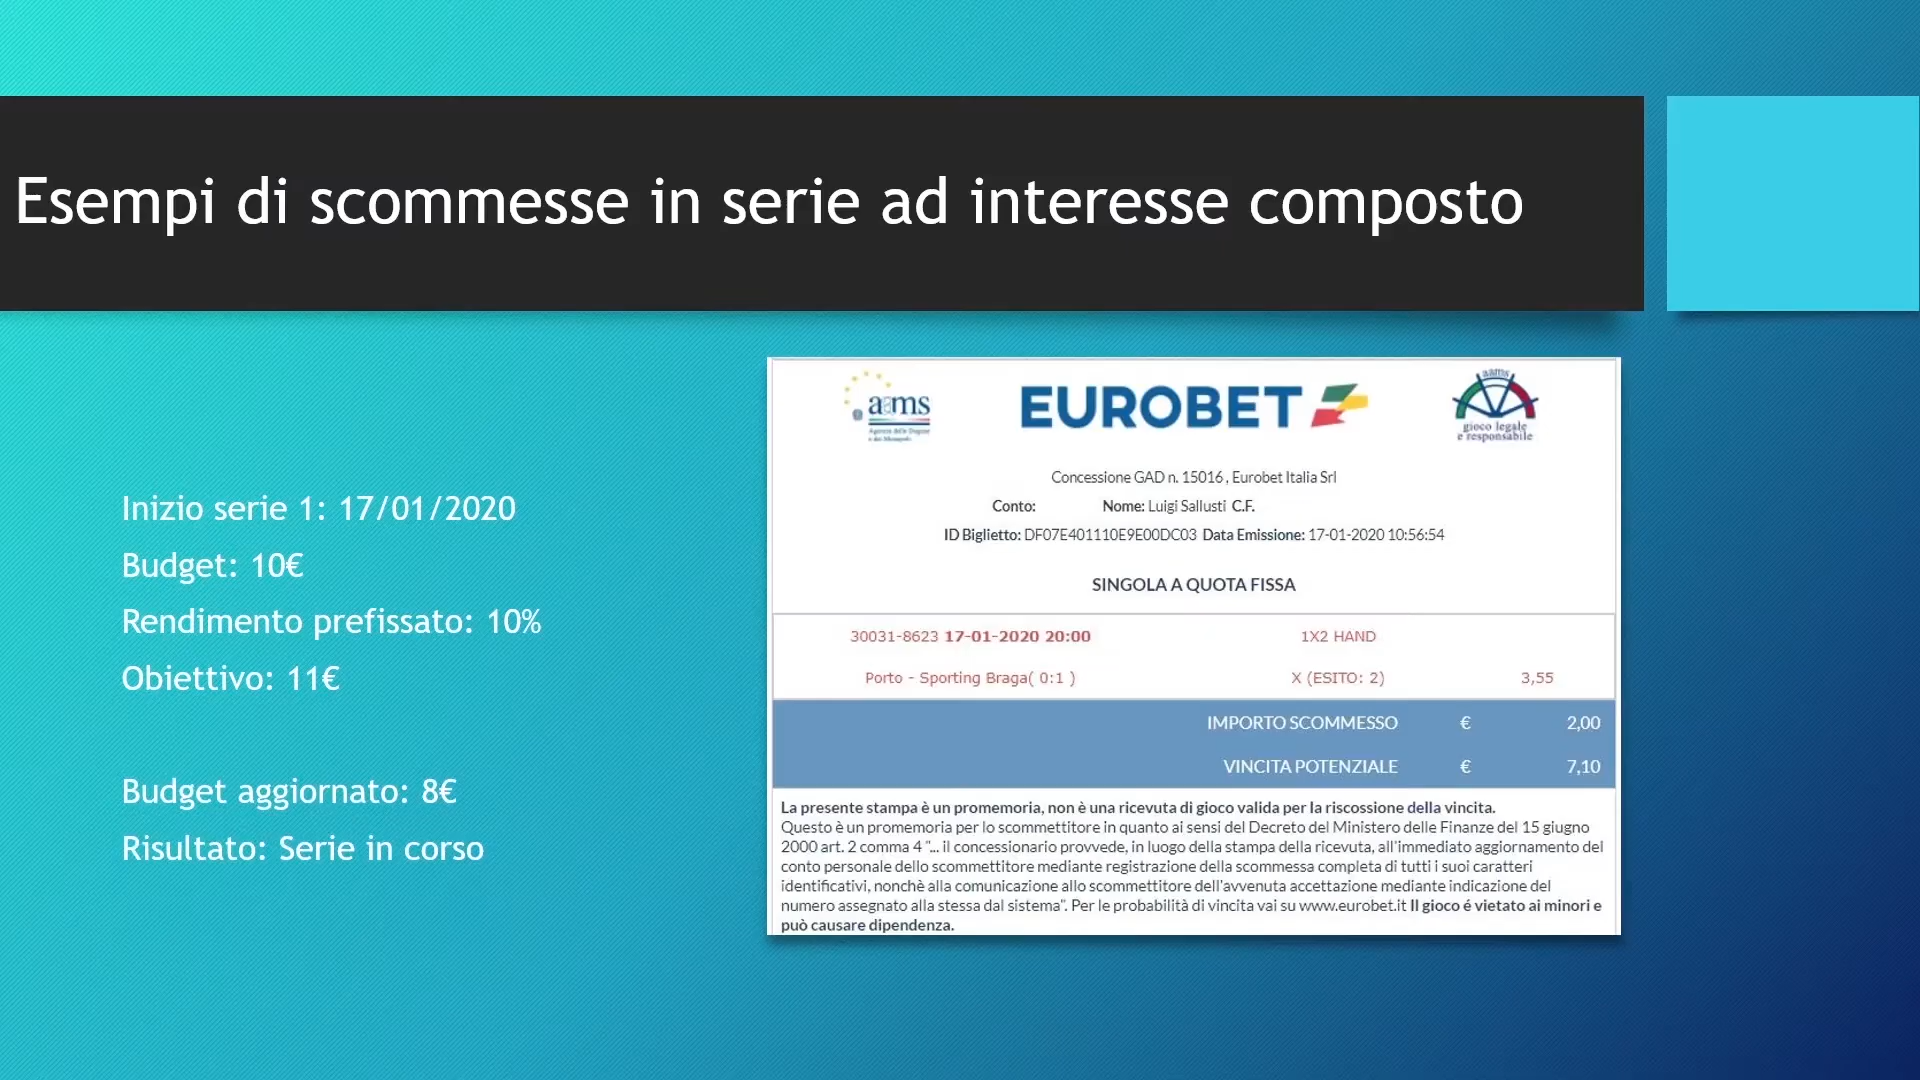 Esempi di scommesse in serie ad interesse composto
Inizio serie 1: 17/01/2020
Budget: 10€
Rendimento prefissato: 10%
Obiettivo: 11€
Budget aggiornato: 8€
Risultato: Serie in corso
aams
Agenzia delle Dogane
e dei Monopoli
EUROBET
aams
gioco legale
e responsabile
Concessione GAD n. 15016 , Eurobet Italia Srl
Conto: Nome: Luigi Sallusti C.F.
ID Biglietto: DF07E401110E9E00DC03 Data Emissione: 17-01-2020 10:56:54
SINGOLA A QUOTA FISSA
30031-8623 17-01-2020 20:00 1X2 HAND
Porto - Sporting Braga( 0:1 ) X (ESITO: 2) 3,55
IMPORTO SCOMMESSO € 2,00
VINCITA POTENZIALE € 7,10
La presente stampa è un promemoria, non è una ricevuta di gioco valida per la riscossione della vincita.
Questo è un promemoria per lo scommettitore in quanto ai sensi del Decreto del Ministero delle Finanze del 15 giugno
2000 art. 2 comma 4 "... il concessionario provvede, in luogo della stampa della ricevuta, all'immediato aggiornamento del
conto personale dello scommettitore mediante registrazione della scommessa completa di tutti i suoi caratteri
identificativi, nonchè alla comunicazione allo scommettitore dell'avvenuta accettazione mediante indicazione del
numero assegnato alla stessa dal sistema". Per le probabilità di vincita vai su www.eurobet.it Il gioco é vietato ai minori e
può causare dipendenza.